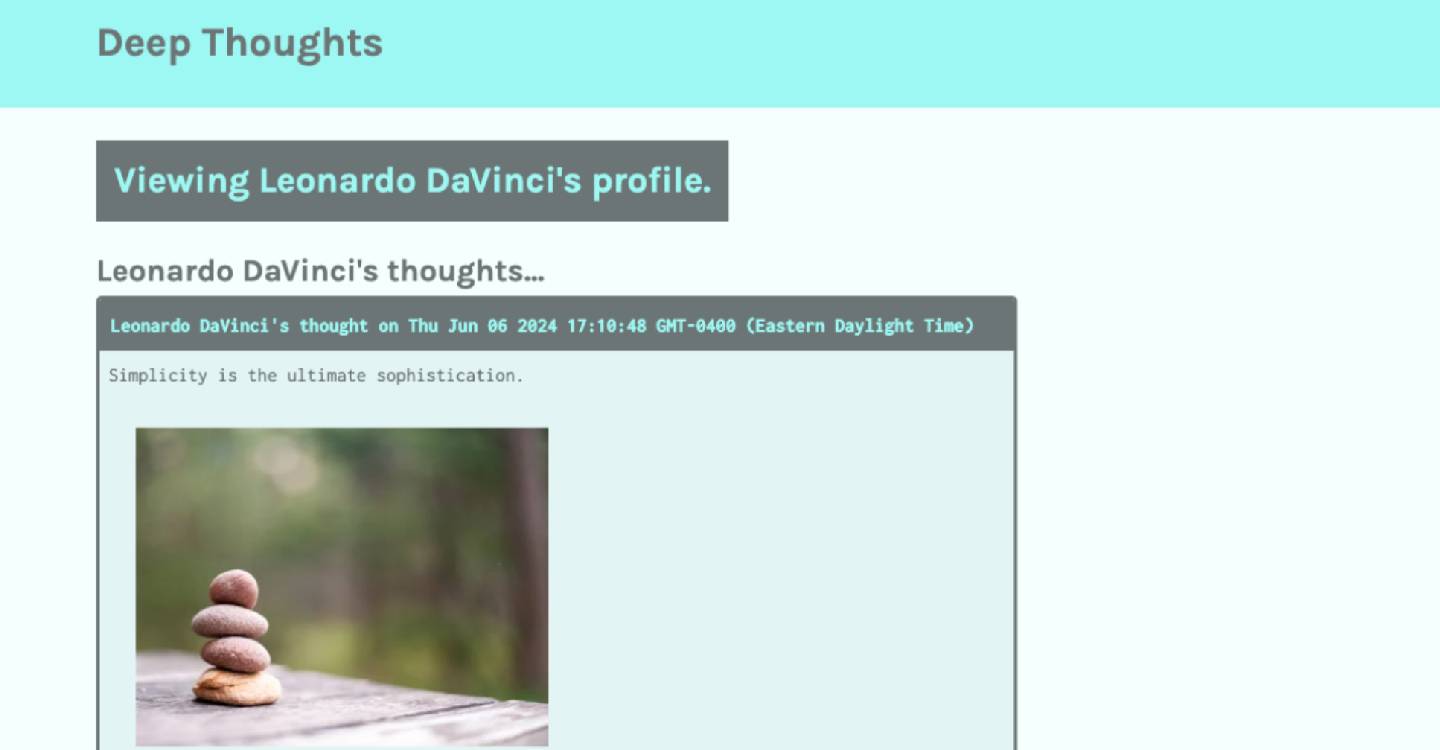 Deep Thoughts
Viewing Leonardo DaVinci's profile.
Leonardo DaVinci's thoughts...
Leonardo DaVinci's thought on Thu Jun 06 2024 17:10:48 GMT-0400 (Eastern Daylight Time)
Simplicity is the ultimate sophistication.